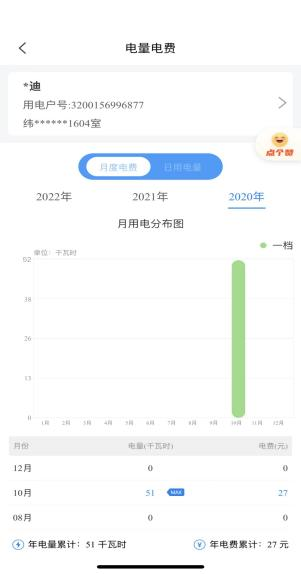 电量电费
*迪
用电户号:3200156996877
纬******1604室
点个赞
月度电费 日用电量
2022年 2021年 2020年
月用电分布图
一档
单位：千瓦时
52
38
26
13
0
1月 2月 3月 4月 5月 6月 7月 8月 9月 10月 11月 12月
月份 电量(千瓦时) 电费(元)
12月 0 0
10月 51 MAX 27
08月 0 0
年电量累计：51 千瓦时 年电费累计：27 元